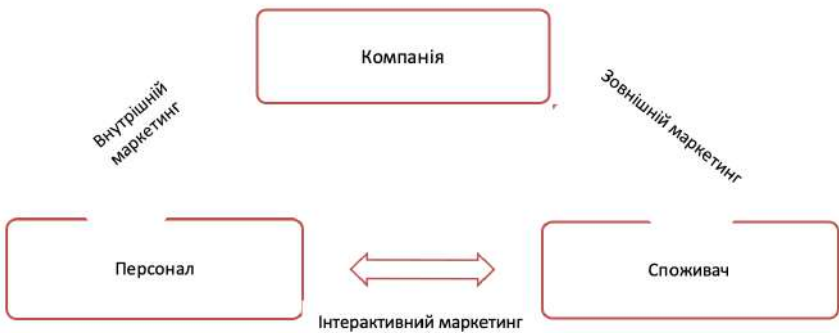 Компанія
Внутрішній
маркетинг
Зовнішній маркетинг
Персонал
Споживач
Інтерактивний маркетинг